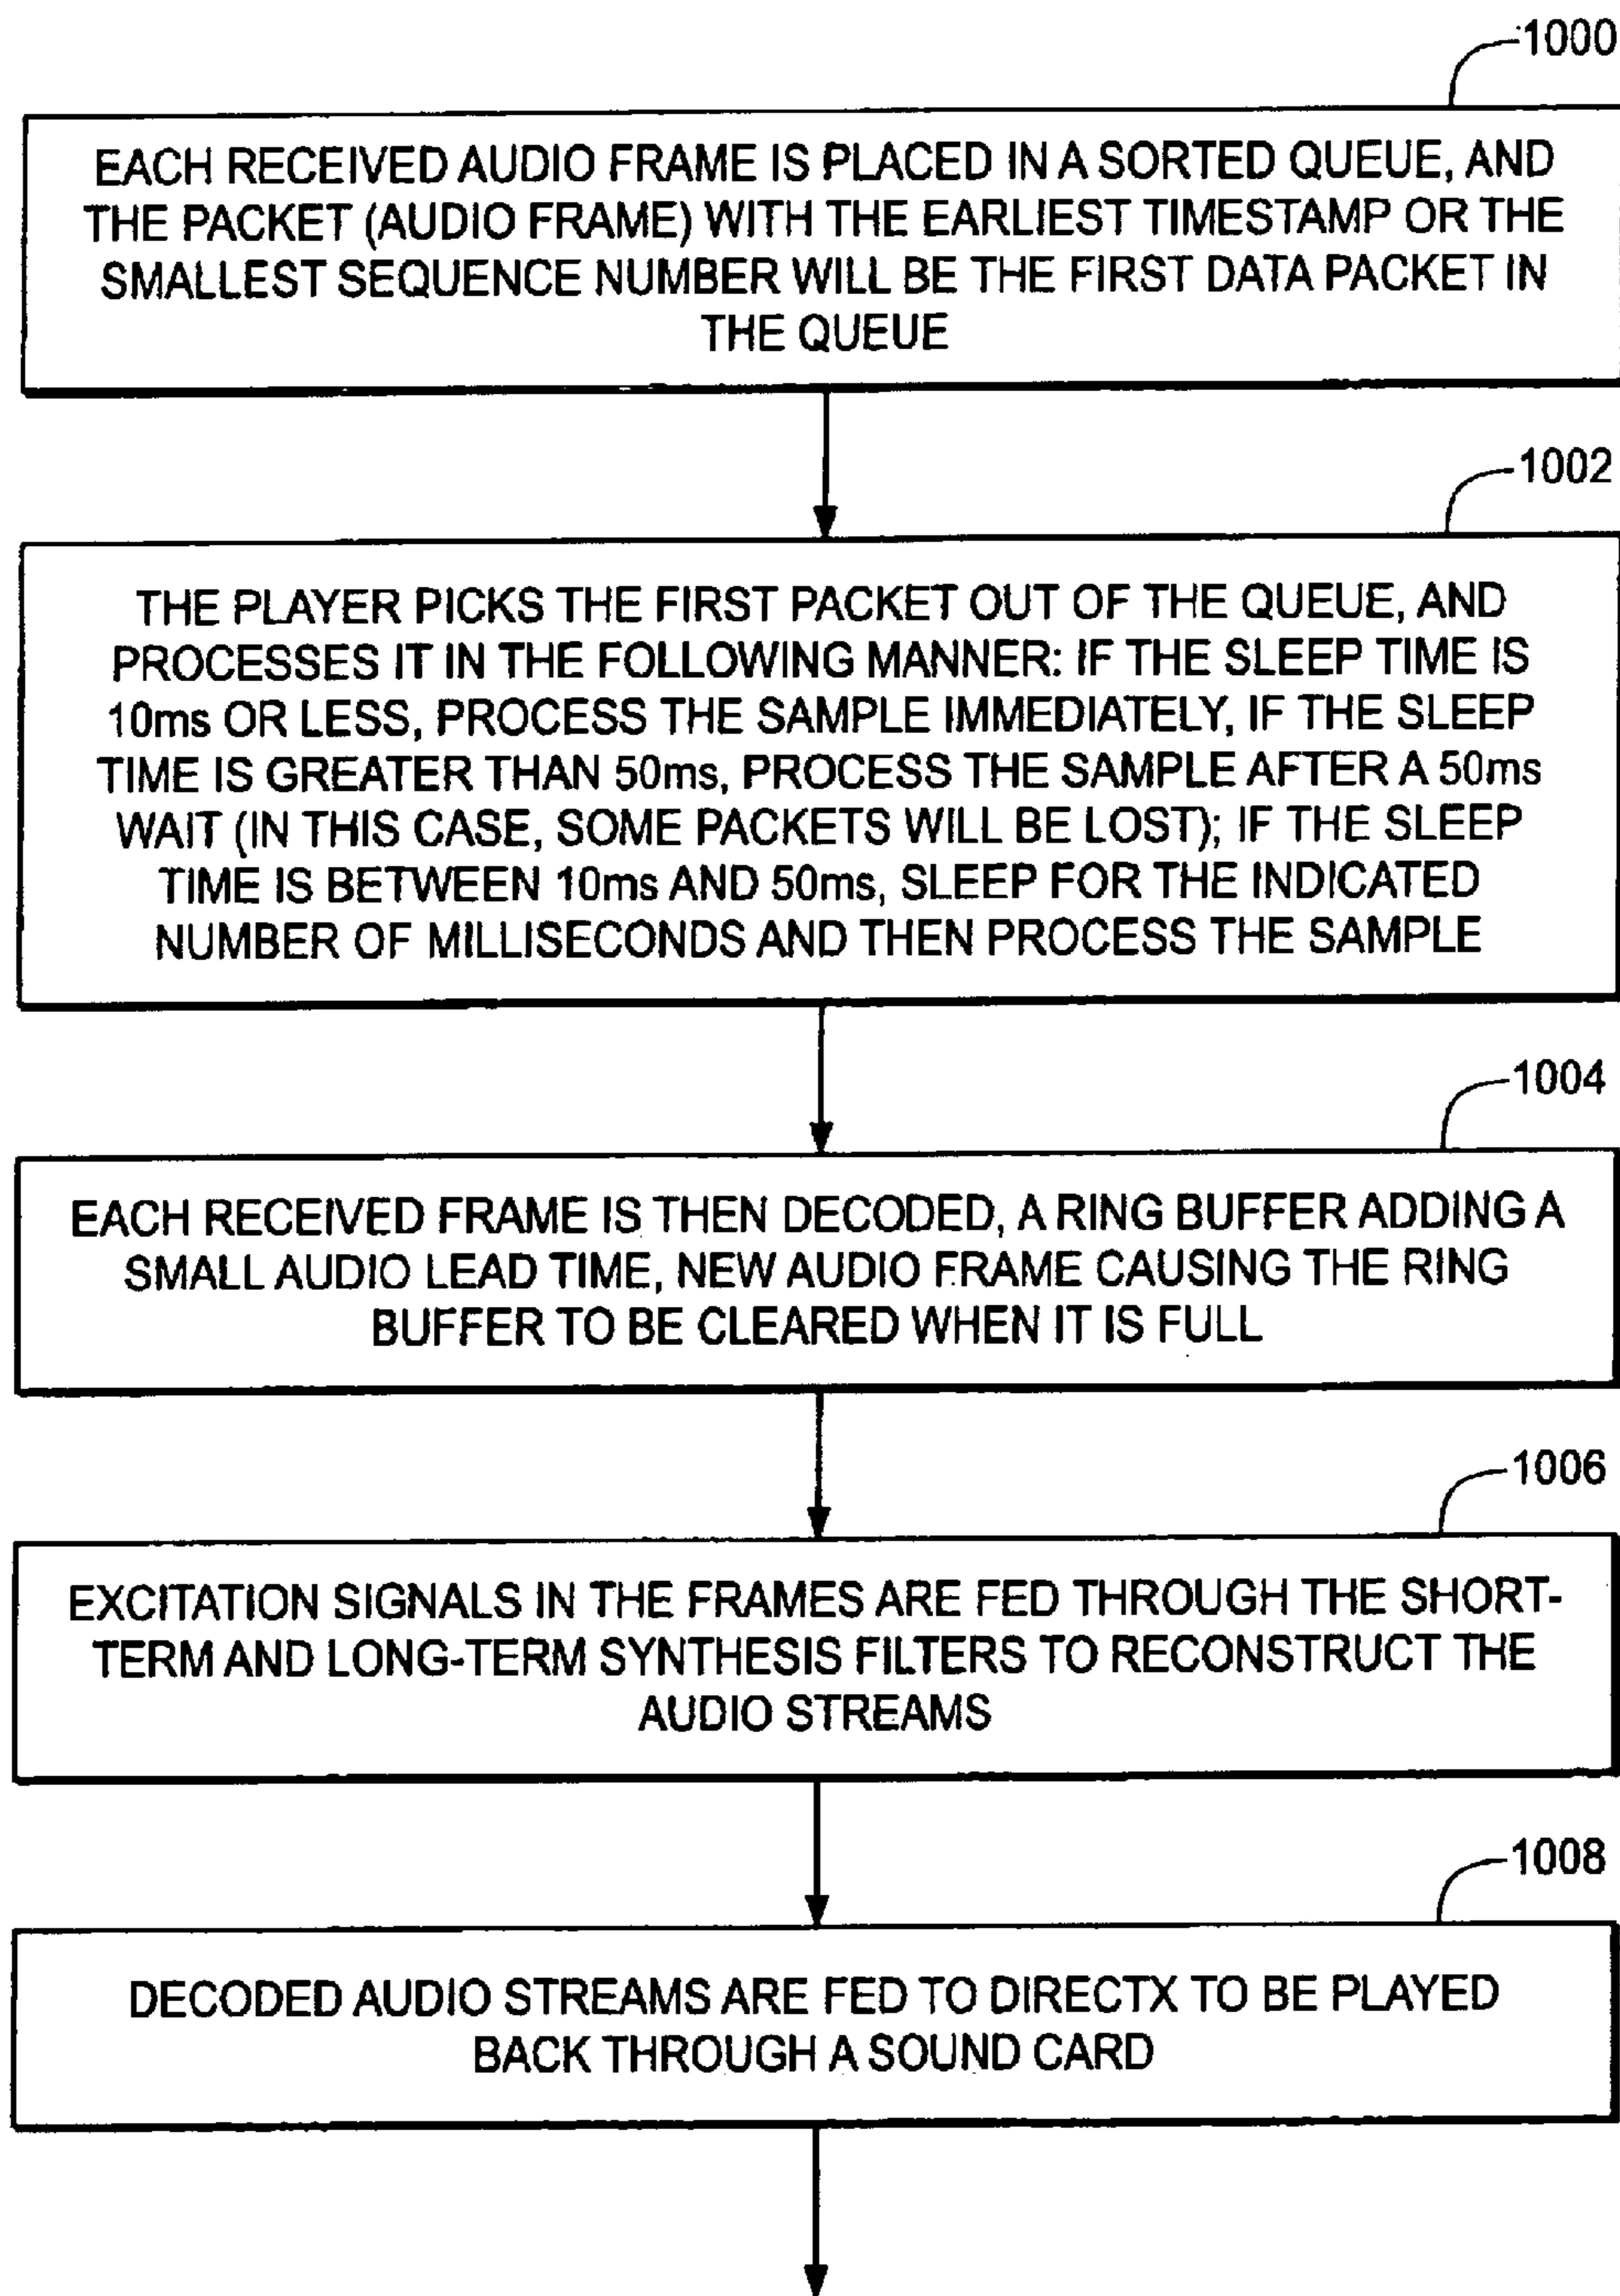 1000
EACH RECEIVED AUDIO FRAME IS PLACED IN A SORTED QUEUE, AND
THE PACKET (AUDIO FRAME) WITH THE EARLIEST TIMESTAMP OR THE
SMALLEST SEQUENCE NUMBER WILL BE THE FIRST DATA PACKET IN
THE QUEUE
1002
THE PLAYER PICKS THE FIRST PACKET OUT OF THE QUEUE, AND
PROCESSES IT IN THE FOLLOWING MANNER: IF THE SLEEP TIME IS
10ms OR LESS, PROCESS THE SAMPLE IMMEDIATELY, IF THE SLEEP
TIME IS GREATER THAN 50ms, PROCESS THE SAMPLE AFTER A 50ms
WAIT (IN THIS CASE, SOME PACKETS WILL BE LOST); IF THE SLEEP
TIME IS BETWEEN 10ms AND 50ms, SLEEP FOR THE INDICATED
NUMBER OF MILLISECONDS AND THEN PROCESS THE SAMPLE
1004
EACH RECEIVED FRAME IS THEN DECODED, A RING BUFFER ADDING A
SMALL AUDIO LEAD TIME, NEW AUDIO FRAME CAUSING THE RING
BUFFER TO BE CLEARED WHEN IT IS FULL
1006
EXCITATION SIGNALS IN THE FRAMES ARE FED THROUGH THE SHORT-
TERM AND LONG-TERM SYNTHESIS FILTERS TO RECONSTRUCT THE
AUDIO STREAMS
1008
DECODED AUDIO STREAMS ARE FED TO DIRECTX TO BE PLAYED
BACK THROUGH A SOUND CARD